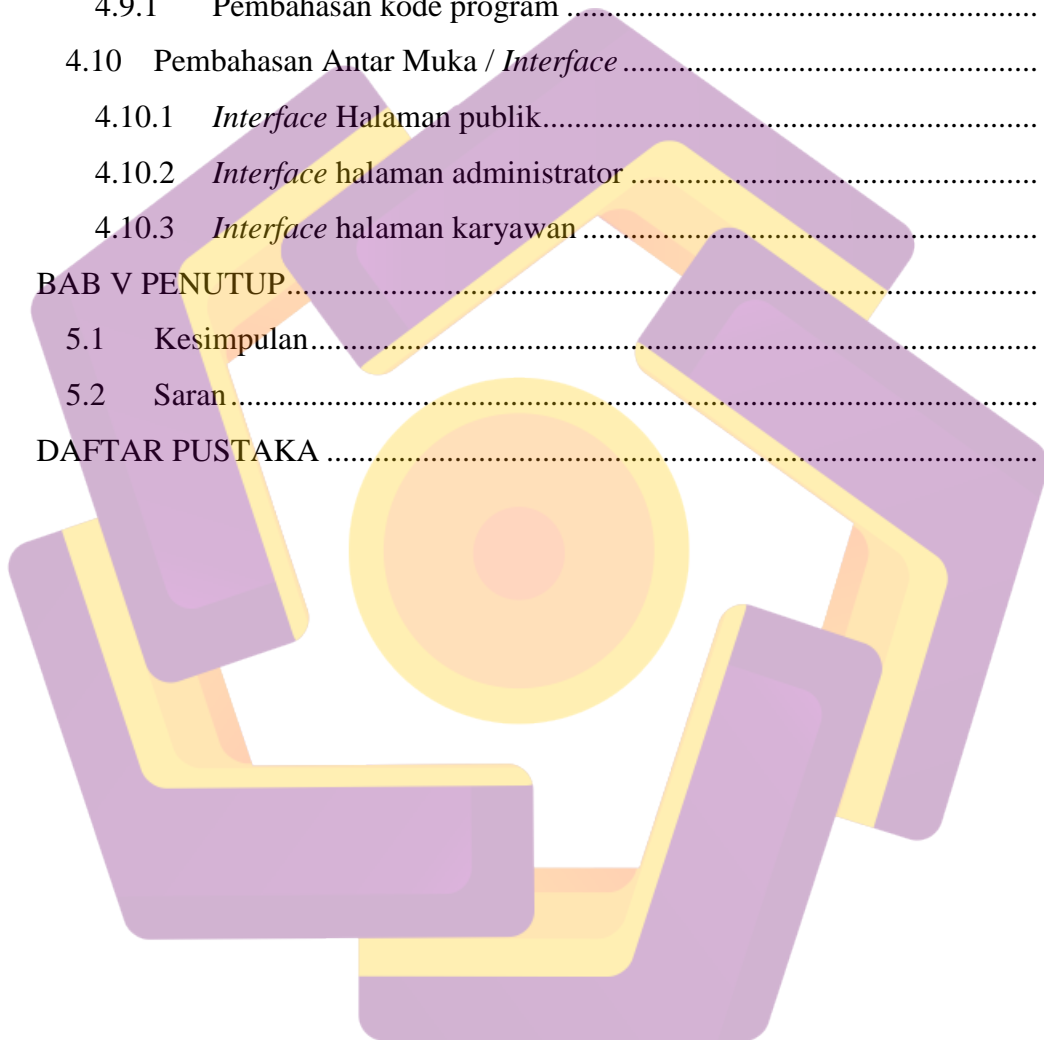 4.9.1 Pembahasan kode program ..........................................................
4.10 Pembahasan Antar Muka / Interface ....................................................
4.10.1 Interface Halaman publik..............................................................
4.10.2 Interface halaman administrator ...................................................
4.10.3 Interface halaman karyawan .........................................................
BAB V PENUTUP..............................................................................................
5.1 Kesimpulan...........................................................................................
5.2 Saran .....................................................................................................
DAFTAR PUSTAKA .........................................................................................